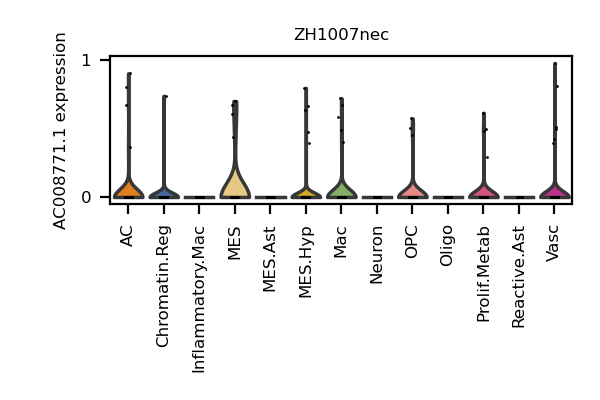 ZH1007nec
AC008771.1 expression
1
0
AC
Chromatin.Reg
Inflammatory.Mac
MES
MES.Ast
MES.Hyp
Mac
Neuron
OPC
Oligo
Prolif.Metab
Reactive.Ast
Vasc